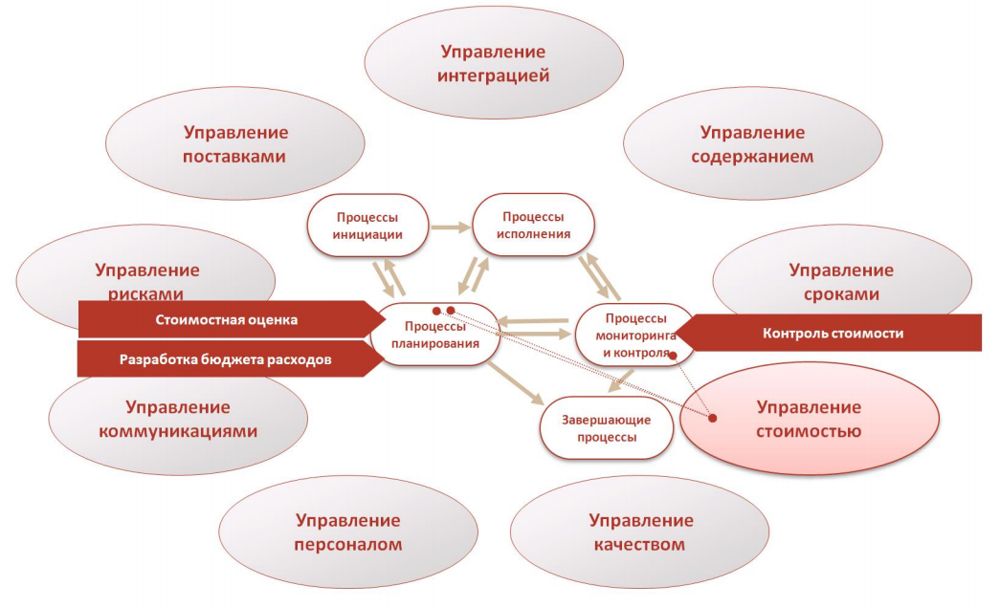 Управление
интеграцией
Управление
поставками
Управление
содержанием
Процессы
инициации
Процессы
исполнения
Управление
рисками
Управление
сроками
Стоимостная оценка
Разработка бюджета расходов
Процессы
планирования
Процессы
мониторинга
и контроля
Контроль стоимости
Управление
коммуникациями
Завершающие
процессы
Управление
стоимостью
Управление
персоналом
Управление
качеством